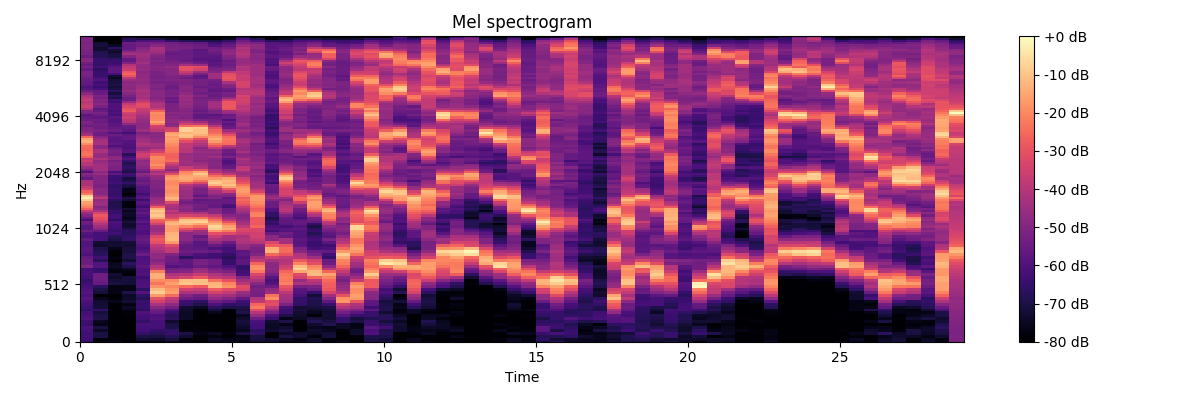 Mel spectrogram
Hz
8192
4096
2048
1024
512
0
0 5 10 15 20 25
Time
+0 dB
-10 dB
-20 dB
-30 dB
-40 dB
-50 dB
-60 dB
-70 dB
-80 dB